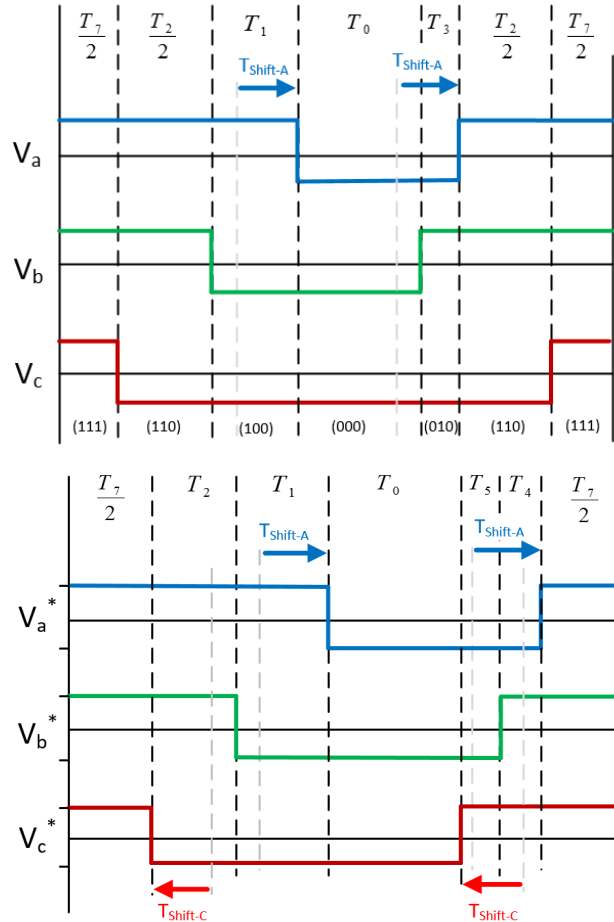 T7/2 T2/2 T1 T0 T3 T2/2 T7/2
TShift-A TShift-A
Va
Vb
Vc
(111) (110) (100) (000) (010) (110) (111)
T7/2 T2 T1 T0 T5 T4 T7/2
TShift-A TShift-A
Va*
Vb*
Vc*
TShift-C TShift-C